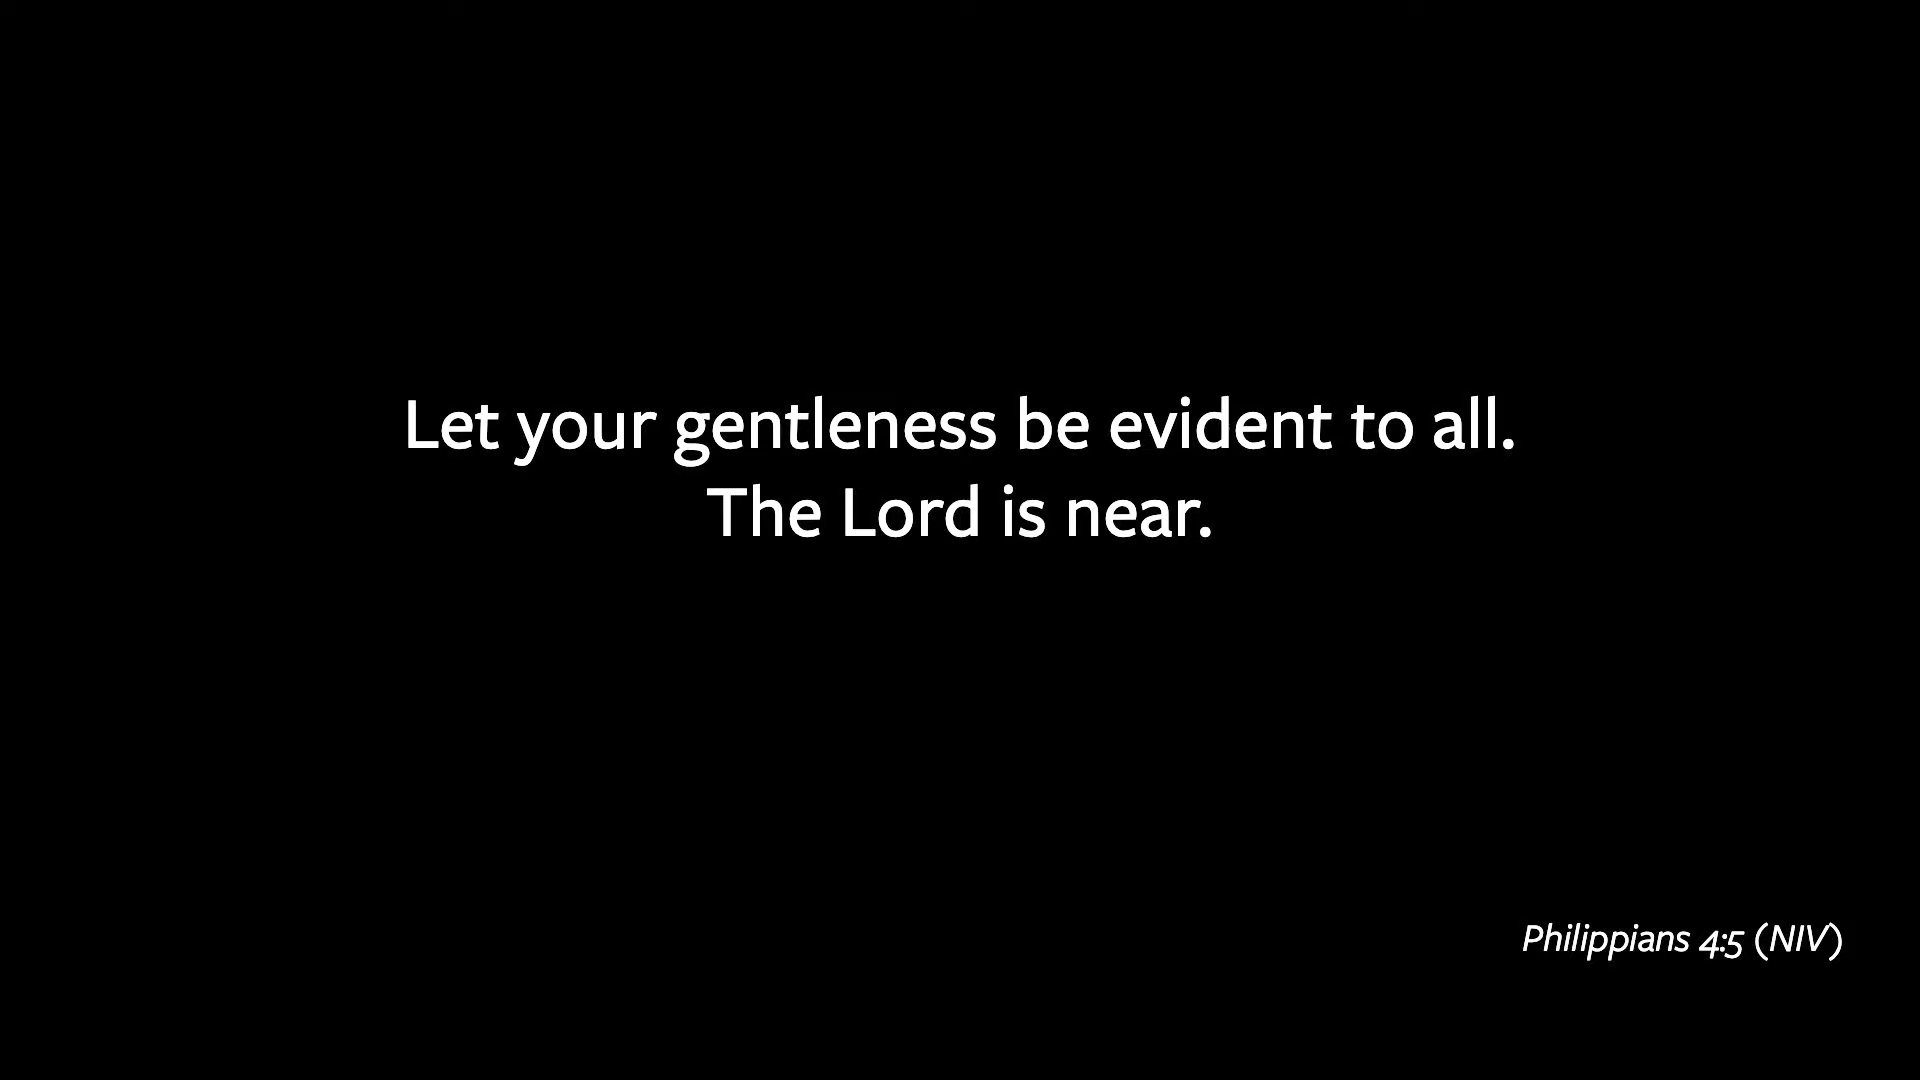 Let your gentleness be evident to all.
The Lord is near.
Philippians 4:5 (NIV)